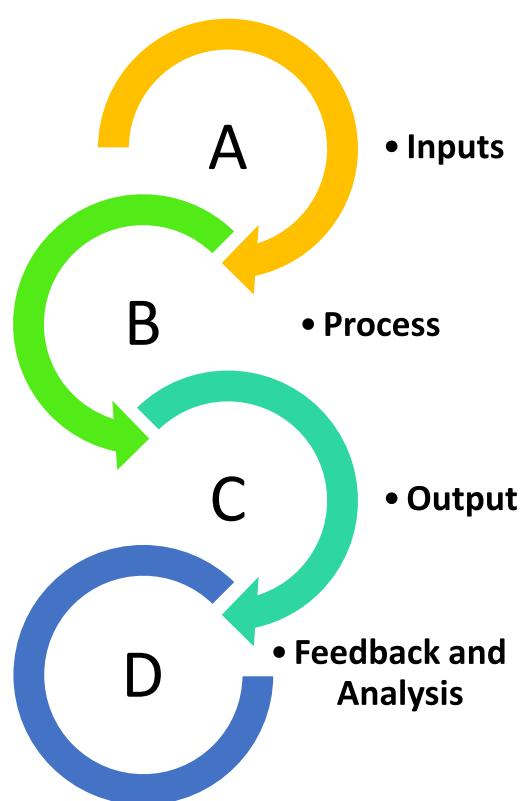 A
• Inputs
B
• Process
C
• Output
• Feedback and
Analysis
D